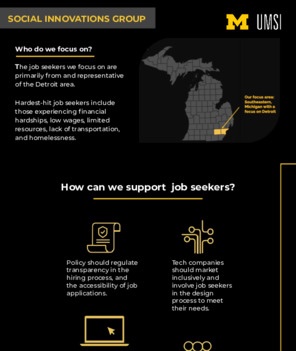 SOCIAL INNOVATIONS GROUP
M UMSI
Who do we focus on?
The job seekers we focus on are
primarily from and representative
of the Detroit area.
Hardest-hit job seekers include
those experiencing financial
hardships, low wages, limited
resources, lack of transportation,
and homelessness.
Our focus area:
Southeastern,
Michigan with a
focus on Detroit
How can we support job seekers?
Policy should regulate
transparency in the
hiring process, and
the accessibility of job
applications.
Tech companies
should market
inclusively and
involve job seekers
in the design
process to meet
their needs.